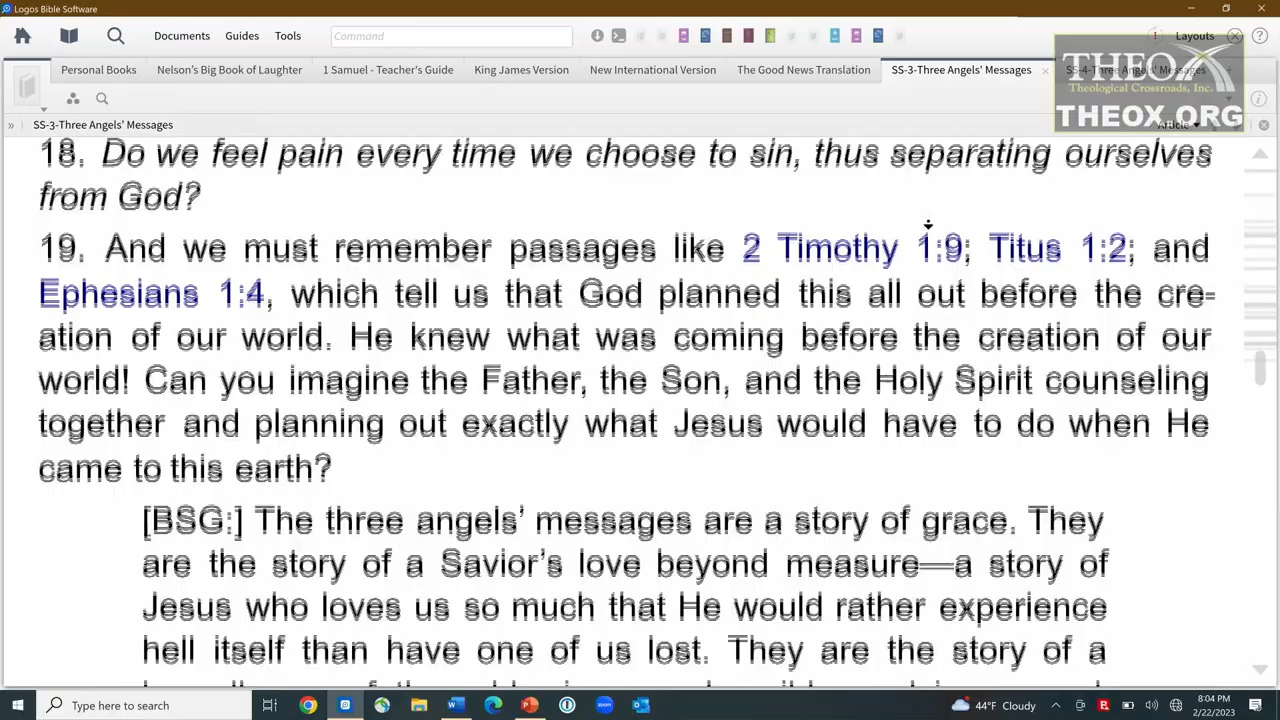 Logos Bible Software
Documents Guides Tools Command Layouts
Personal Books Nelson's Big Book of Laughter King James Version New International Version The Good News Translation SS-3-Three Angels' Messages SS-4-Three Angels' Messages
THEOX
Theological Crossroads, Inc.
THEOX.ORG
SS-3-Three Angels' Messages Article
18. Do we feel pain every time we choose to sin, thus separating ourselves
from God?
19. And we must remember passages like 2 Timothy 1:9; Titus 1:2; and
Ephesians 1:4, which tell us that God planned this all out before the cre-
ation of our world. He knew what was coming before the creation of our
world! Can you imagine the Father, the Son, and the Holy Spirit counseling
together and planning out exactly what Jesus would have to do when He
came to this earth?
[BSG:] The three angels' messages are a story of grace. They
are the story of a Savior's love beyond measure—a story of
Jesus who loves us so much that He would rather experience
hell itself than have one of us lost. They are the story of a
Type here to search
44°F Cloudy
8:04 PM
2/22/2023